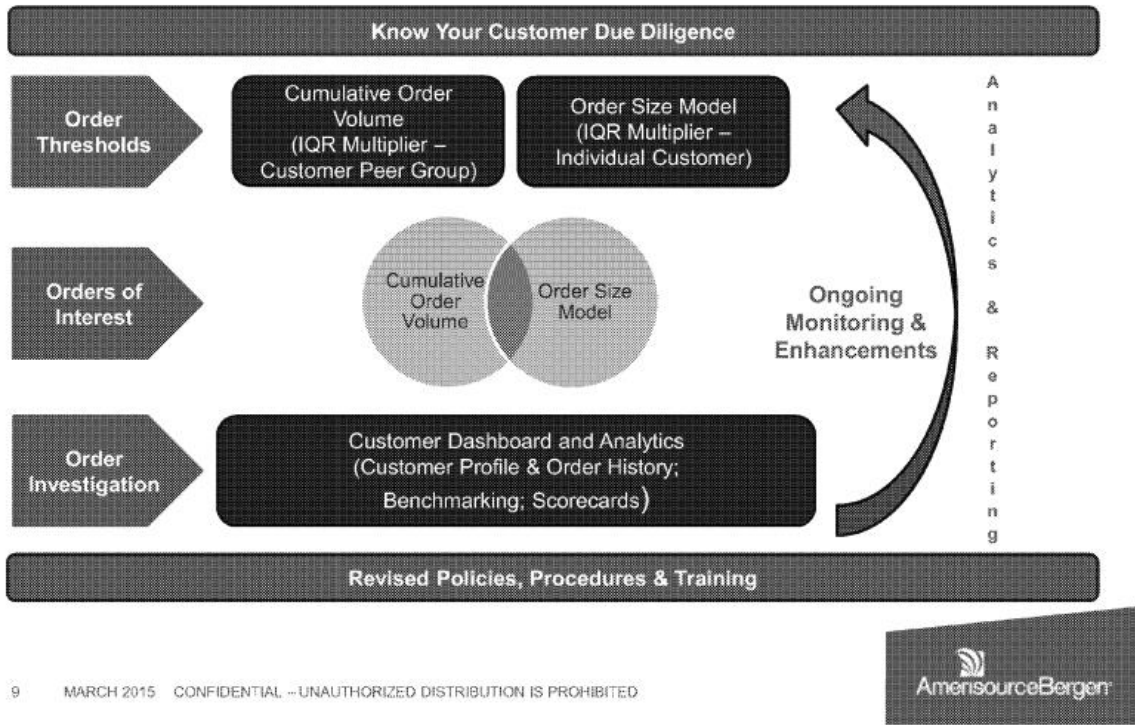 Know Your Customer Due Diligence
Order
Thresholds
Cumulative Order
Volume
(IQR Multiplier –
Customer Peer Group)
Order Size Model
(IQR Multiplier –
Individual Customer)
Orders of
Interest
Cumulative
Order
Volume
Order Size
Model
Ongoing
Monitoring &
Enhancements
Analytics & Reporting
Order
Investigation
Customer Dashboard and Analytics
(Customer Profile & Order History;
Benchmarking; Scorecards)
Revised Policies, Procedures & Training
9 MARCH 2015 CONFIDENTIAL – UNAUTHORIZED DISTRIBUTION IS PROHIBITED
AmerisourceBergen